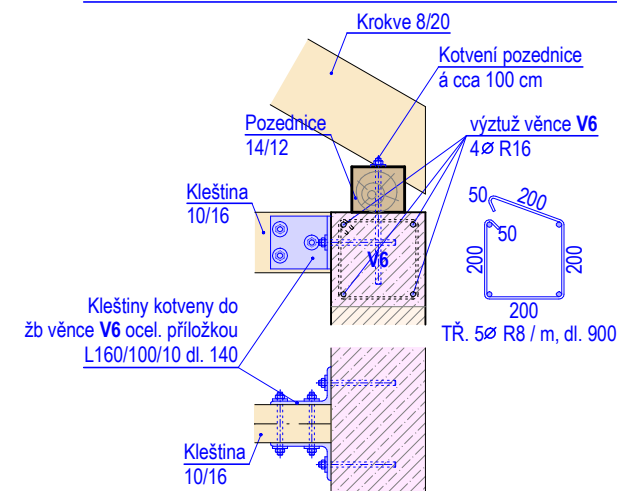 Krokve 8/20
Kotvení pozednice
á cca 100 cm
Pozednice
14/12
výztuž věnce V6
4⌀ R16
Kleština
10/16
50
200
50
200
200
V6
200
TŘ. 5⌀ R8 / m, dl. 900
Kleštiny kotveny do
žb věnce V6 ocel. příložkou
L160/100/10 dl. 140
Kleština
10/16